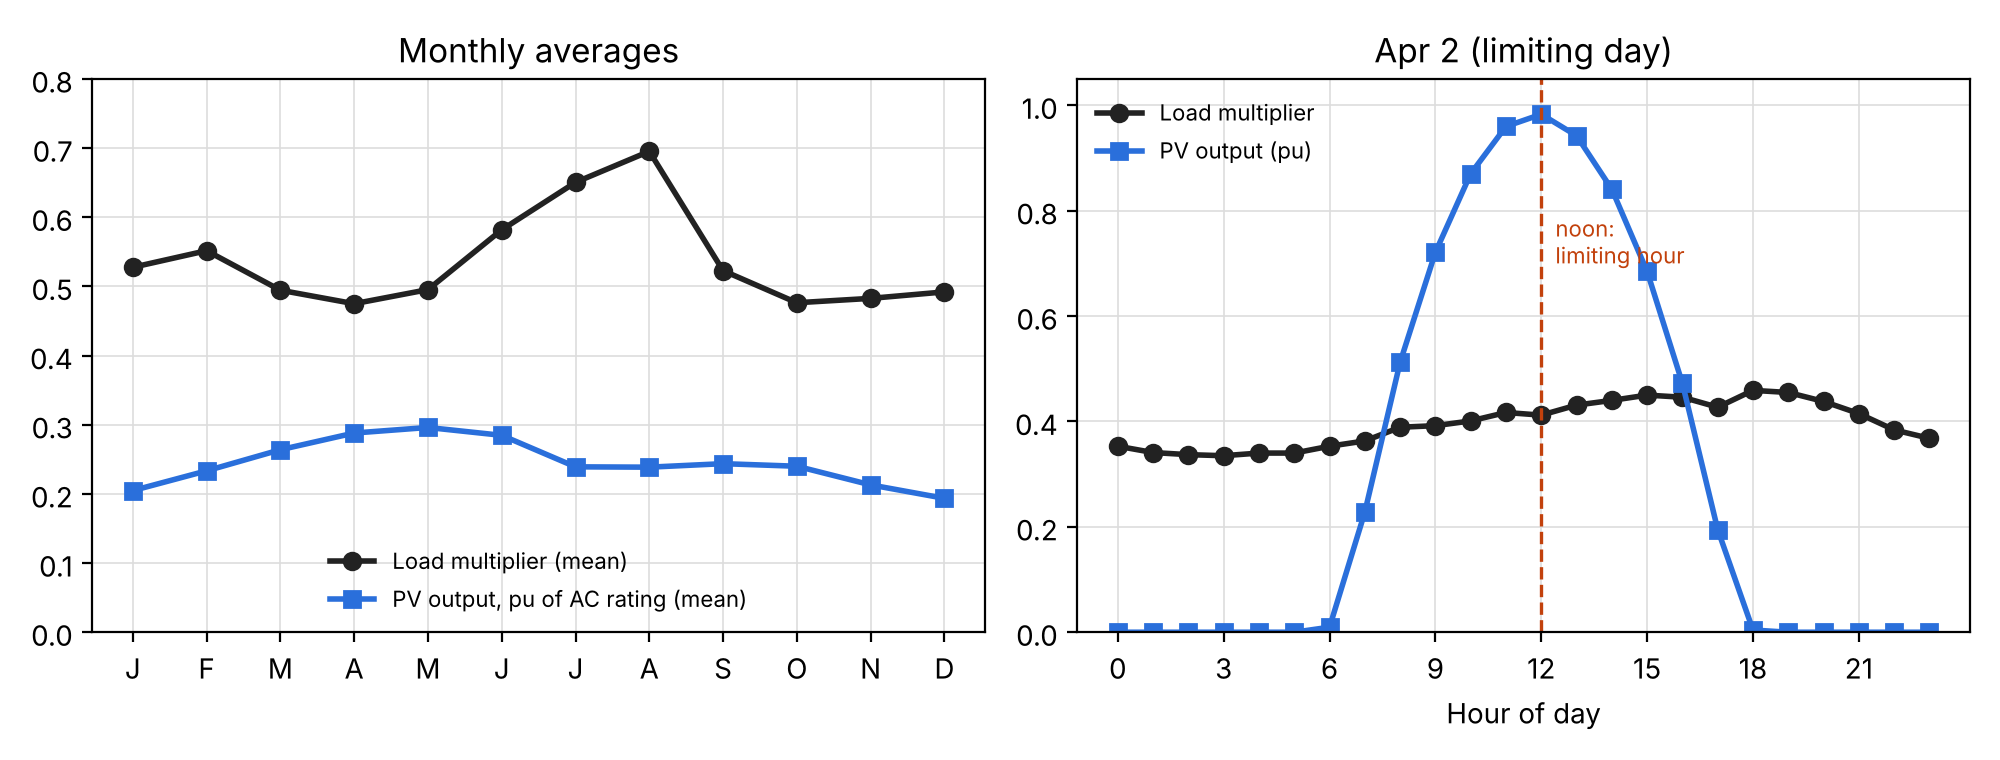 Monthly averages
0.8
0.7
0.6
0.5
0.4
0.3
0.2
0.1
0.0
Load multiplier (mean)
PV output, pu of AC rating (mean)
J F M A M J J A S O N D
Apr 2 (limiting day)
1.0
0.8
0.6
0.4
0.2
0.0
Load multiplier
PV output (pu)
noon:
limiting hour
0 3 6 9 12 15 18 21
Hour of day